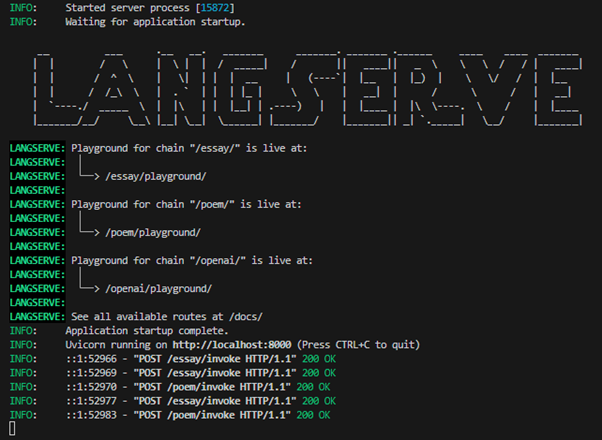 INFO:     Started server process [15872]
INFO:     Waiting for application startup.
LANGSERVE
LANGSERVE: Playground for chain "/essay/" is live at:
LANGSERVE:  │
LANGSERVE:  └──> /essay/playground/
LANGSERVE:
LANGSERVE: Playground for chain "/poem/" is live at:
LANGSERVE:  │
LANGSERVE:  └──> /poem/playground/
LANGSERVE:
LANGSERVE: Playground for chain "/openai/" is live at:
LANGSERVE:  │
LANGSERVE:  └──> /openai/playground/
LANGSERVE:
LANGSERVE: See all available routes at /docs/
INFO:     Application startup complete.
INFO:     Uvicorn running on http://localhost:8000 (Press CTRL+C to quit)
INFO:     ::1:52966 - "POST /essay/invoke HTTP/1.1" 200 OK
INFO:     ::1:52969 - "POST /essay/invoke HTTP/1.1" 200 OK
INFO:     ::1:52970 - "POST /poem/invoke HTTP/1.1" 200 OK
INFO:     ::1:52977 - "POST /essay/invoke HTTP/1.1" 200 OK
INFO:     ::1:52983 - "POST /poem/invoke HTTP/1.1" 200 OK